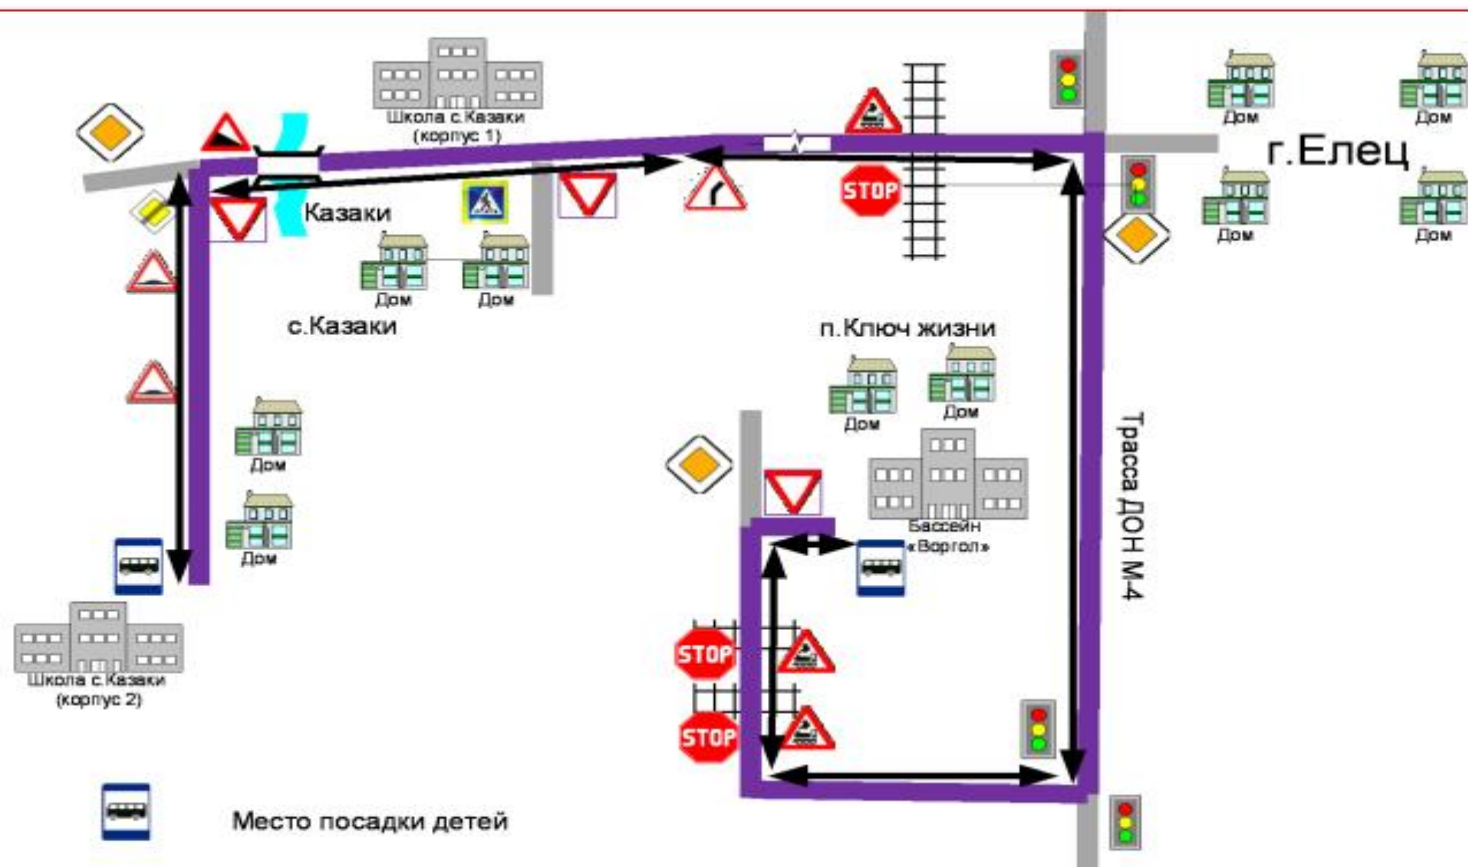 Школа с.Казаки
(корпус 1)
Дом
Дом
г.Елец
STOP
Казаки
Дом
Дом
Дом
Дом
с.Казаки
п.Ключ жизни
Дом
Дом
Трасса ДОН М-4
Дом
Дом
Бассейн
«Воргол»
STOP
Школа с.Казаки
(корпус 2)
STOP
Место посадки детей